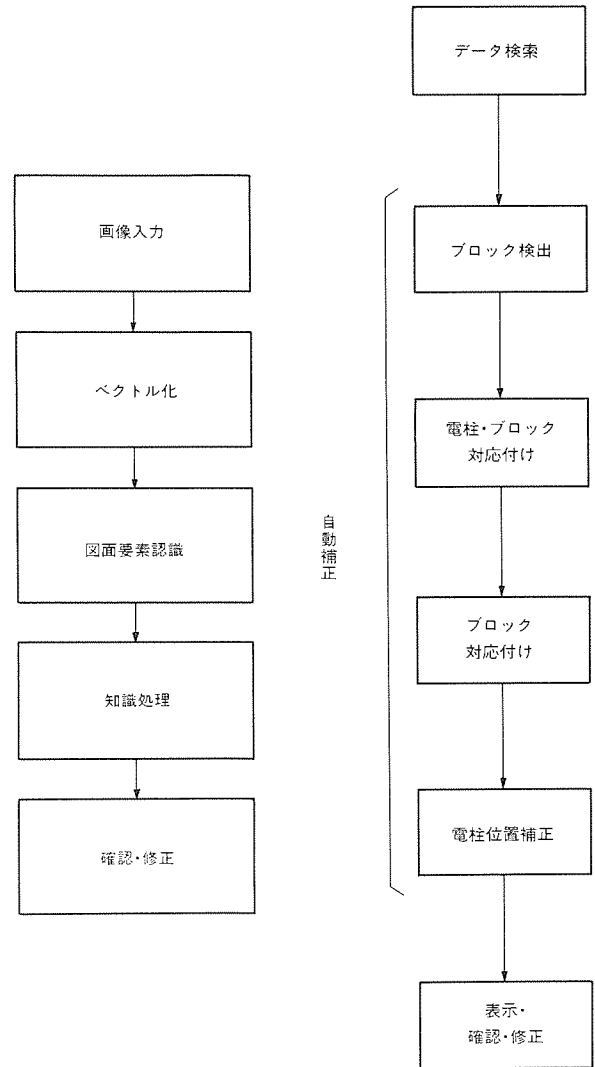 画像入力
ベクトル化
図面要素認識
知識処理
確認・修正
自動補正
データ検索
ブロック検出
電柱・ブロック
対応付け
ブロック
対応付け
電柱位置補正
表示・
確認・修正